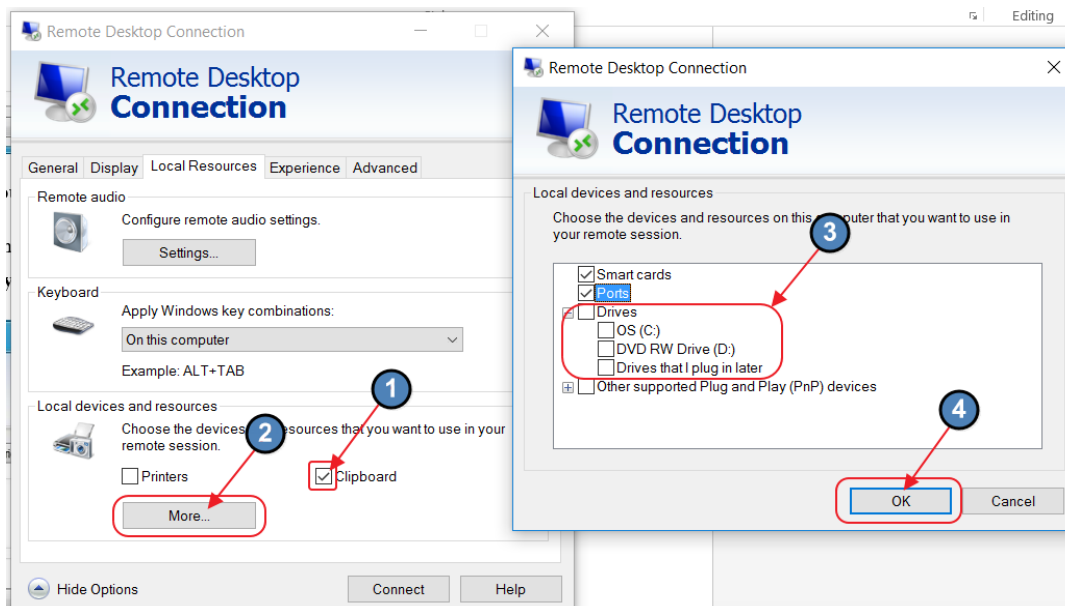 Editing
Remote Desktop Connection
Remote Desktop
Connection
General Display Local Resources Experience Advanced
Remote audio
Configure remote audio settings.
Settings...
Keyboard
Apply Windows key combinations:
On this computer
Example: ALT+TAB
1
Local devices and resources
2
Choose the devices resources that you want to use in your
remote session.
Printers
Clipboard
More...
Hide Options
Connect
Help
Remote Desktop Connection
Remote Desktop
Connection
Local devices and resources
Choose the devices and resources on this computer that you want to use in
your remote session.
3
Smart cards
Ports
Drives
OS (C:)
DVD RW Drive (D:)
Drives that I plug in later
Other supported Plug and Play (PnP) devices
4
OK
Cancel